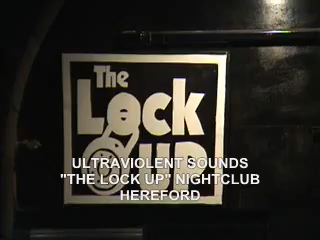 The
Lock
UP
ULTRAVIOLENT SOUNDS
"THE LOCK UP" NIGHTCLUB
HEREFORD